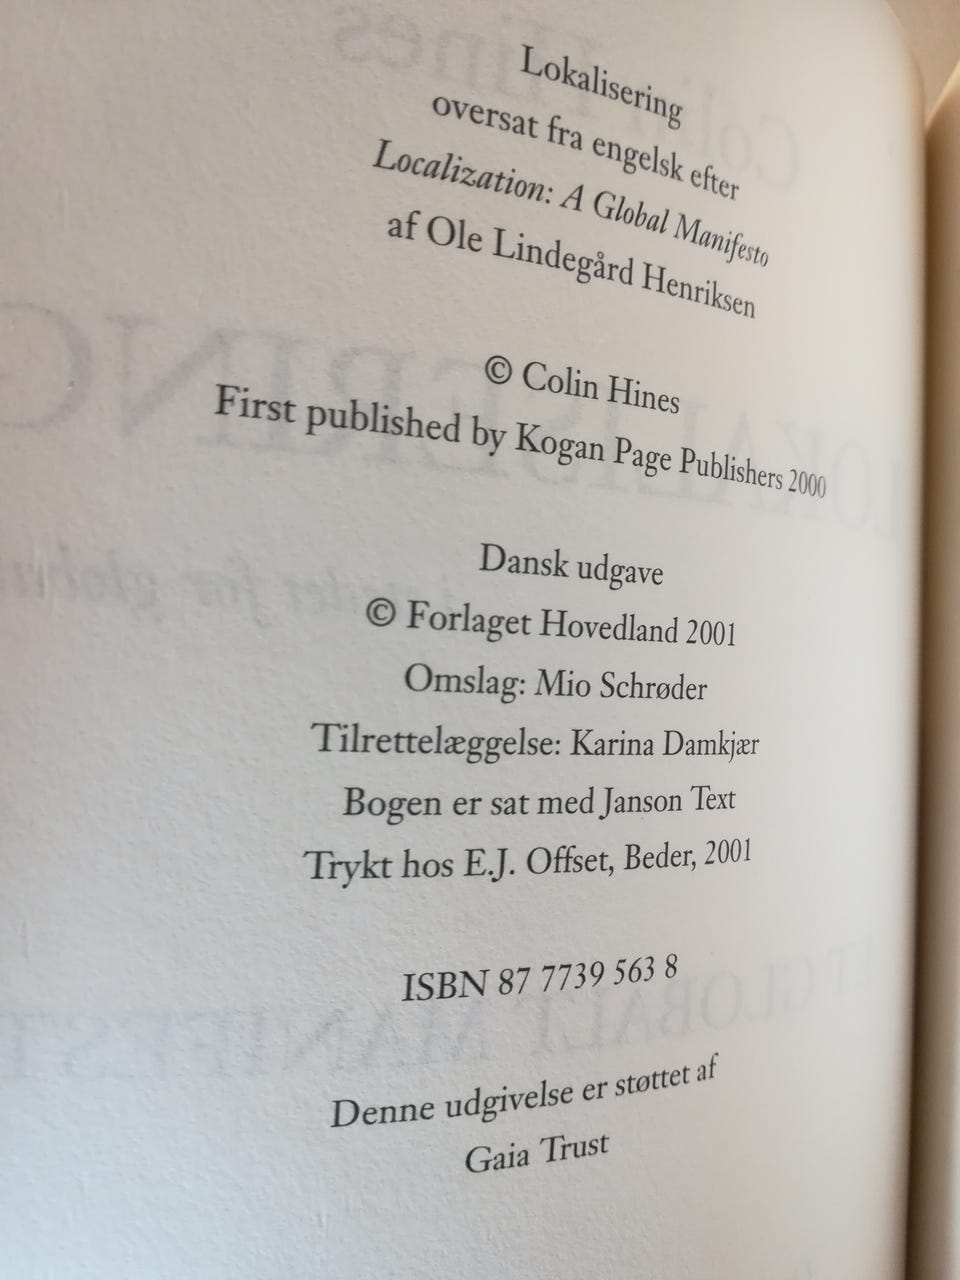 Lokalisering
oversat fra engelsk efter
Localization: A Global Manifesto
af Ole Lindegård Henriksen
© Colin Hines
First published by Kogan Page Publishers 2000
Dansk udgave
© Forlaget Hovedland 2001
Omslag: Mio Schrøder
Tilrettelæggelse: Karina Damkjær
Bogen er sat med Janson Text
Trykt hos E.J. Offset, Beder, 2001
ISBN 87 7739 563 8
Denne udgivelse er støttet af
Gaia Trust